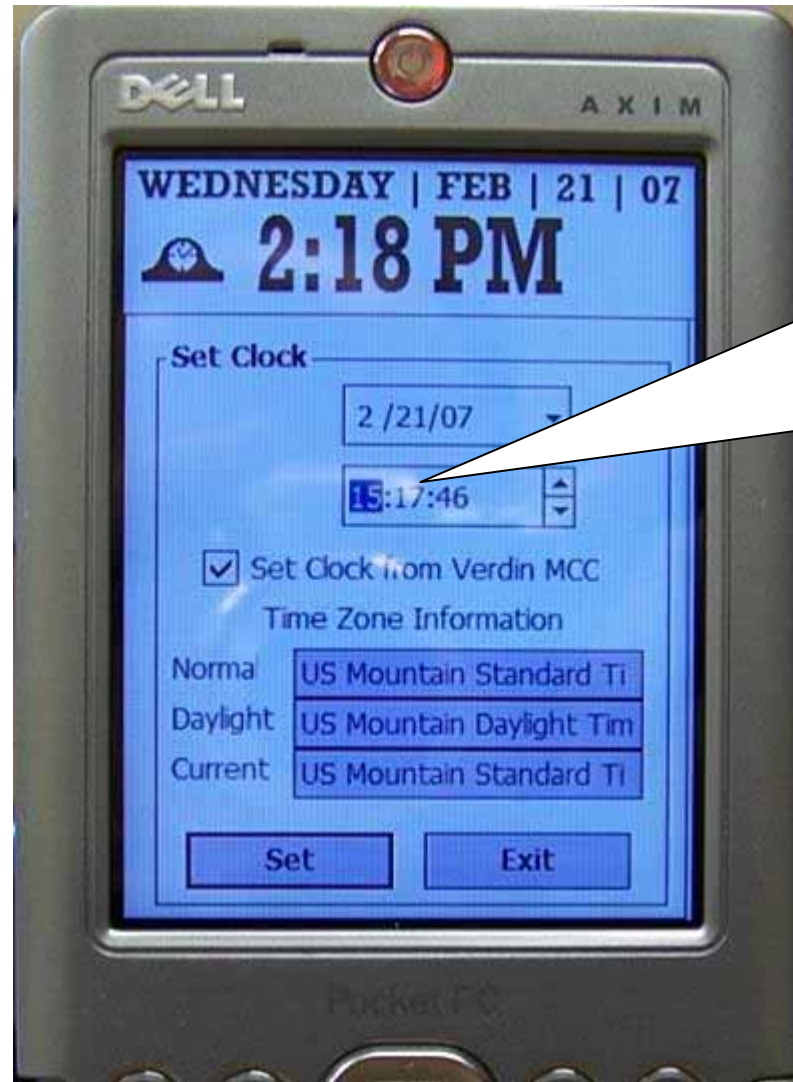 DELL
AXIM
WEDNESDAY | FEB | 21 | 07
2:18 PM
Set Clock
2 /21/07
15:17:46
Set Clock from Verdin MCC
Time Zone Information
Normal US Mountain Standard Ti
Daylight US Mountain Daylight Tim
Current US Mountain Standard Ti
Set Exit
Pocket PC